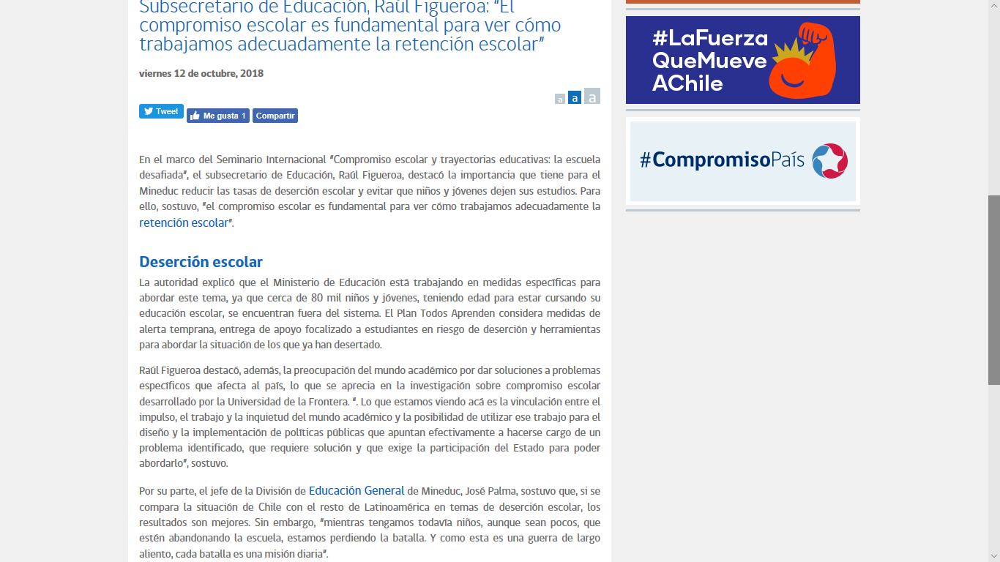 Subsecretario de Educación, Raúl Figueroa: “El
compromiso escolar es fundamental para ver cómo
trabajamos adecuadamente la retención escolar”
viernes 12 de octubre, 2018
a a a
Tweet
Me gusta 1
Compartir
En el marco del Seminario Internacional “Compromiso escolar y trayectorias educativas: la escuela
desafiada”, el subsecretario de Educación, Raúl Figueroa, destacó la importancia que tiene para el
Mineduc reducir las tasas de deserción escolar y evitar que niños y jóvenes dejen sus estudios. Para
ello, sostuvo, “el compromiso escolar es fundamental para ver cómo trabajamos adecuadamente la
retención escolar”.
Deserción escolar
La autoridad explicó que el Ministerio de Educación está trabajando en medidas específicas para
abordar este tema, ya que cerca de 80 mil niños y jóvenes, teniendo edad para estar cursando su
educación escolar, se encuentran fuera del sistema. El Plan Todos Aprenden considera medidas de
alerta temprana, entrega de apoyo focalizado a estudiantes en riesgo de deserción y herramientas
para abordar la situación de los que ya han desertado.
Raúl Figueroa destacó, además, la preocupación del mundo académico por dar soluciones a problemas
específicos que afecta al país, lo que se aprecia en la investigación sobre compromiso escolar
desarrollado por la Universidad de la Frontera. “. Lo que estamos viendo acá es la vinculación entre el
impulso, el trabajo y la inquietud del mundo académico y la posibilidad de utilizar ese trabajo para el
diseño y la implementación de políticas públicas que apuntan efectivamente a hacerse cargo de un
problema identificado, que requiere solución y que exige la participación del Estado para poder
abordarlo”, sostuvo.
Por su parte, el jefe de la División de Educación General de Mineduc, José Palma, sostuvo que, si se
compara la situación de Chile con el resto de Latinoamérica en temas de deserción escolar, los
resultados son mejores. Sin embargo, “mientras tengamos todavía niños, aunque sean pocos, que
estén abandonando la escuela, estamos perdiendo la batalla. Y como esta es una guerra de largo
aliento, cada batalla es una misión diaria”.
#LaFuerza
QueMueve
AChile
#CompromisoPaís